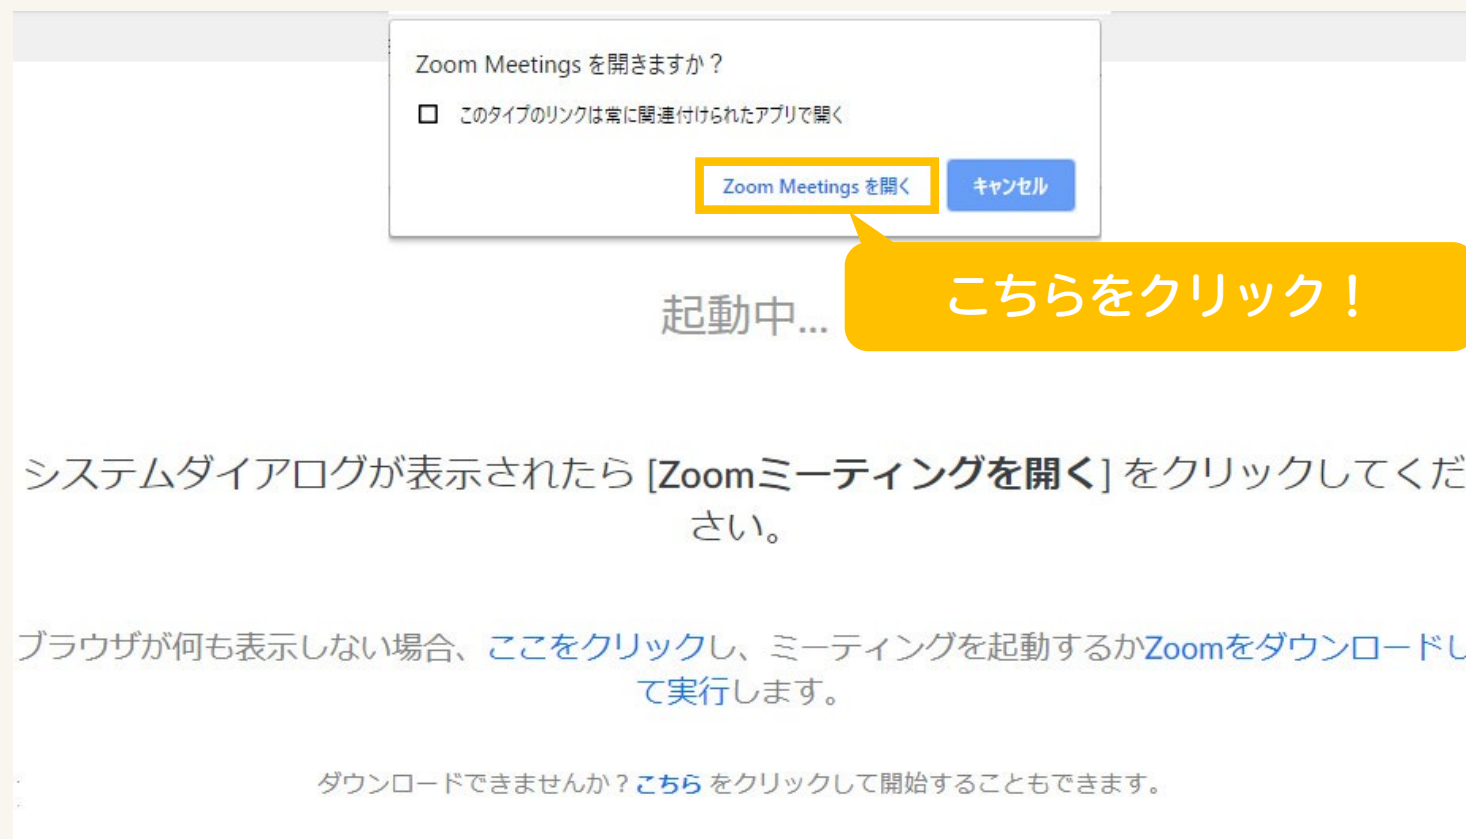 Zoom Meetings を開きますか？
このタイプのリンクは常に関連付けられたアプリで開く
Zoom Meetings を開く
キャンセル
こちらをクリック！
起動中...
システムダイアログが表示されたら [Zoomミーティングを開く] をクリックしてくだ
さい。
ブラウザが何も表示しない場合、ここをクリックし、ミーティングを起動するかZoomをダウンロードし
て実行します。
ダウンロードできませんか？こちら をクリックして開始することもできます。